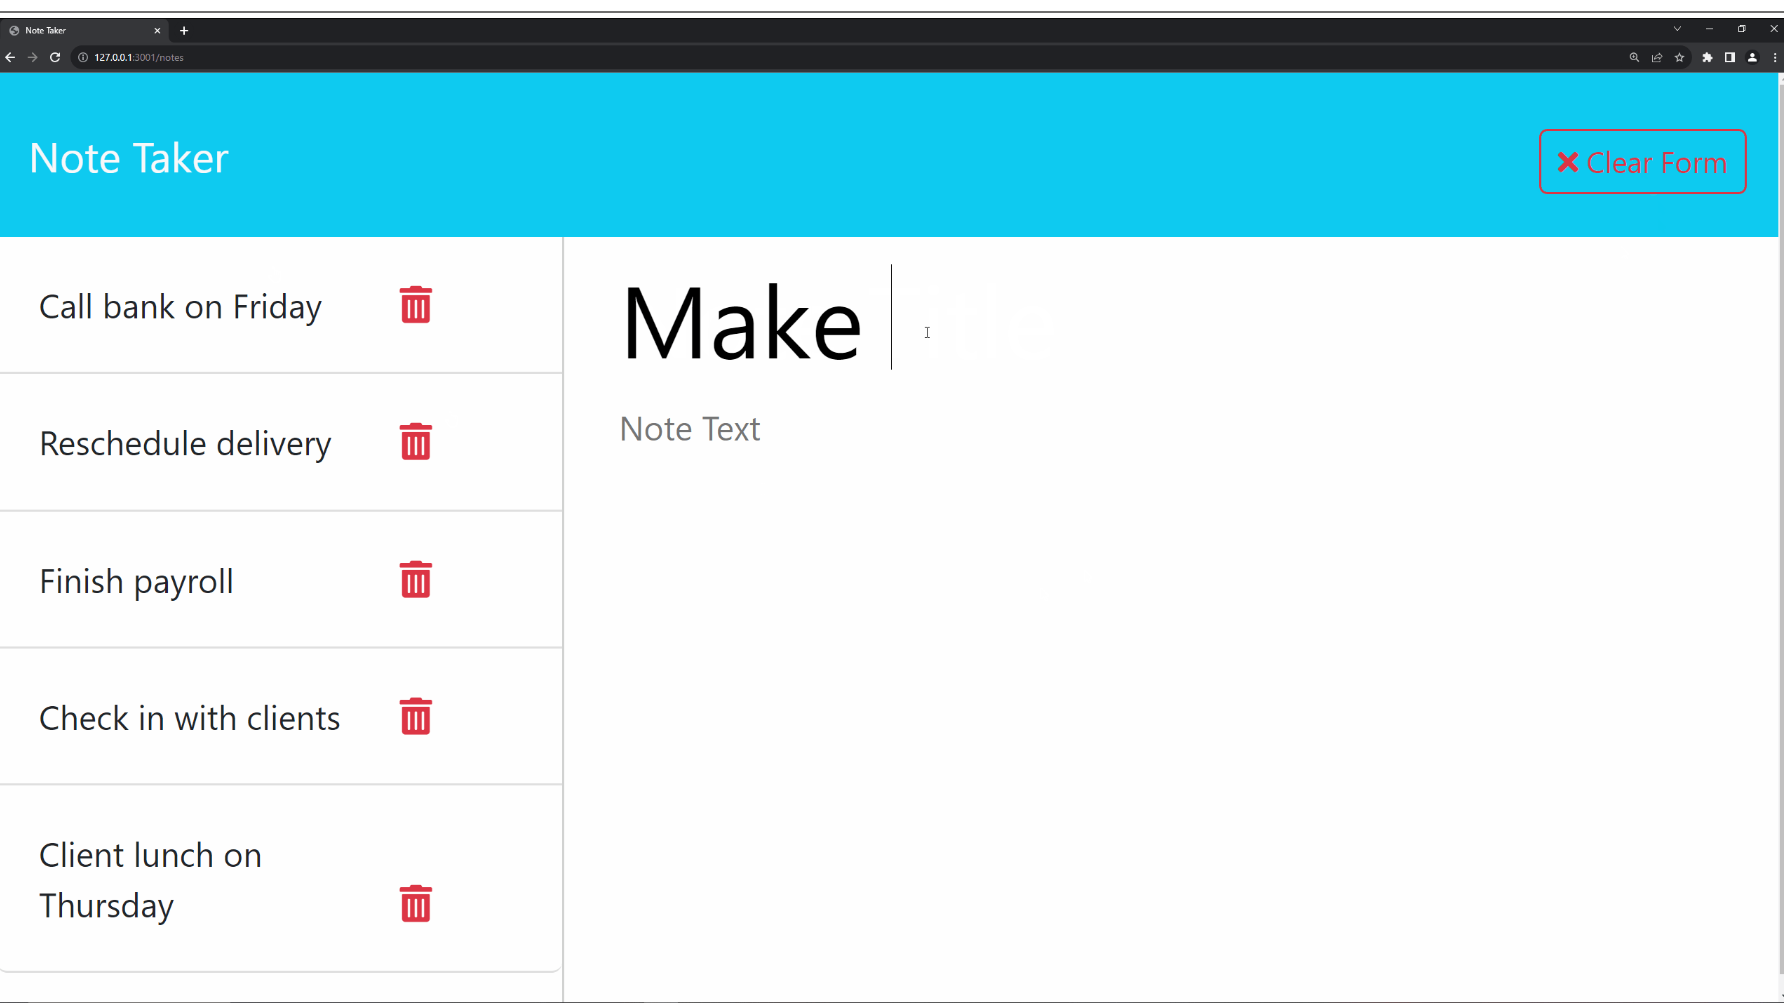 Note Taker
127.0.0.1:3001/notes
Note Taker
Clear Form
Call bank on Friday
Reschedule delivery
Finish payroll
Check in with clients
Client lunch on
Thursday
Make
Note Text